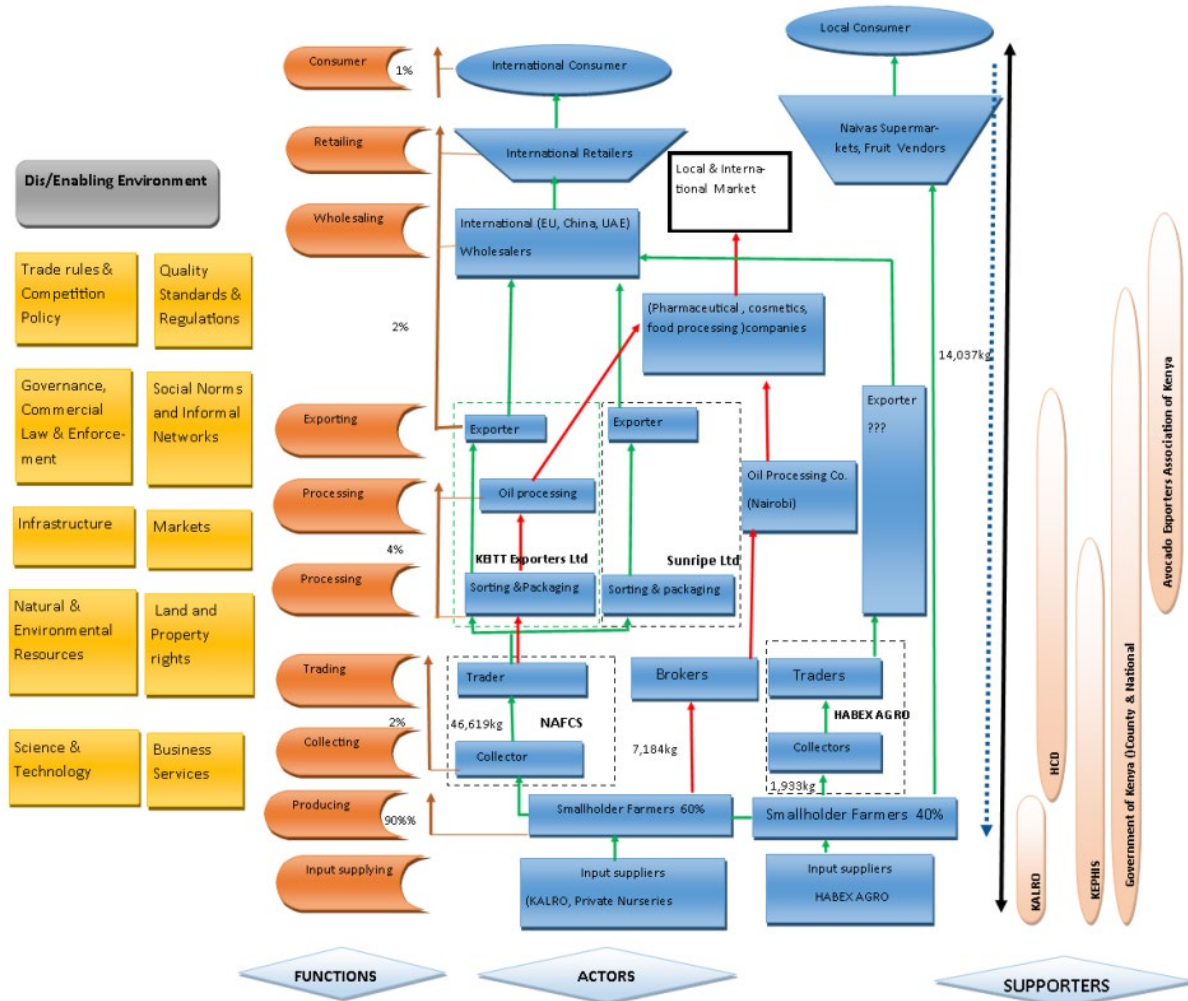 Dis/Enabling Environment
Trade rules &
Competition
Policy
Quality
Standards &
Regulations
Governance,
Commercial
Law & Enforce-
ment
Social Norms
and Informal
Networks
Infrastructure
Markets
Natural &
Environmental
Resources
Land and
Property
rights
Science &
Technology
Business
Services
Consumer
1%
Retailing
Wholesaling
2%
Exporting
Processing
4%
Processing
Trading
2%
Collecting
Producing
90%%
Input supplying
FUNCTIONS
International Consumer
International Retailers
International (EU, China, UAE)
Wholesalers
Local & Interna-
tional Market
(Pharmaceutical , cosmetics,
food processing )companies
Exporter
Exporter
Oil processing
KEITT Exporters Ltd
Sunripe Ltd
Sorting &Packaging
Sorting & packaging
Oil Processing Co.
(Nairobi)
Exporter
???
Trader
46,619kg
NAFCS
Collector
Brokers
7,184kg
Traders
HABEX AGRO
Collectors
1,933kg
Smallholder Farmers 60%
Smallholder Farmers 40%
Input suppliers
(KALRO, Private Nurseries
Input suppliers
HABEX AGRO
ACTORS
Local Consumer
Naivas Supermar-
kets, Fruit Vendors
14,037kg
KALRO
HCD
KEPHIS
Government of Kenya ()County & National
Avocado Exporters Association of Kenya
SUPPORTERS